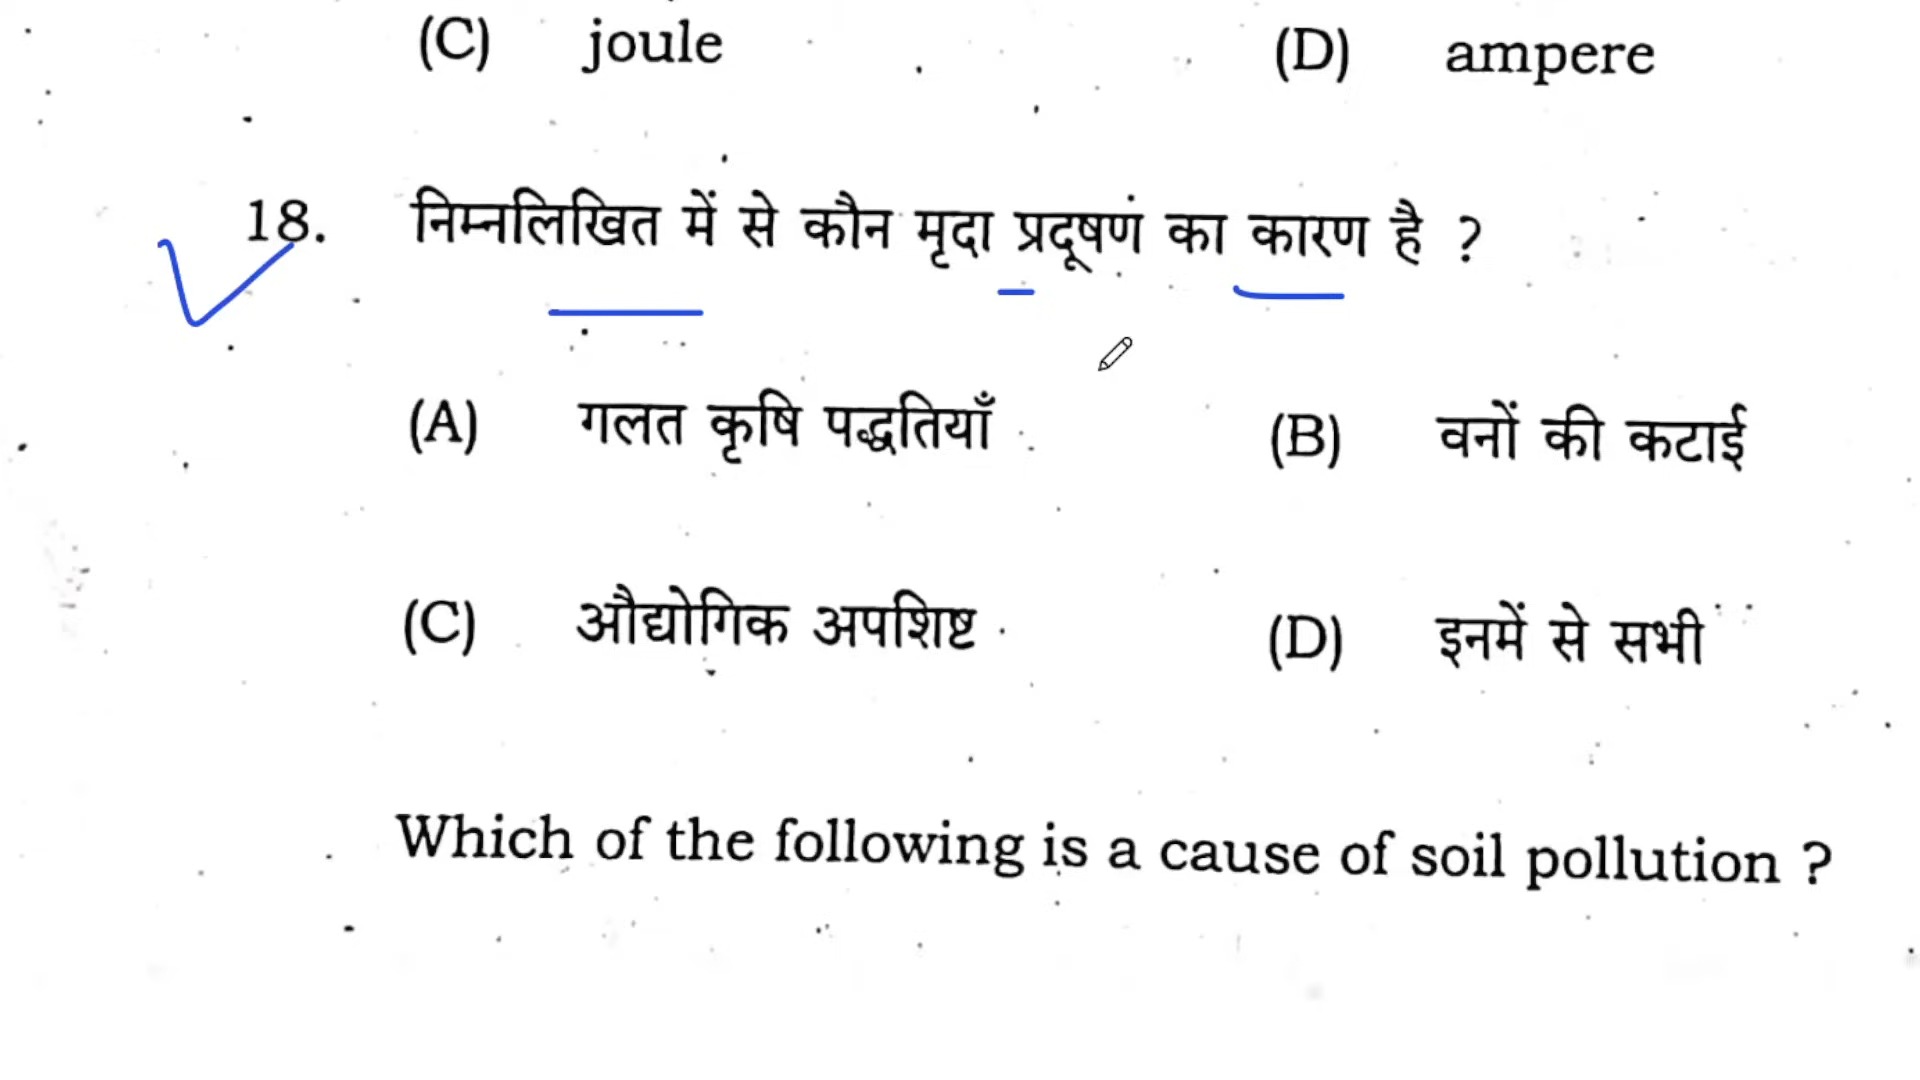 (C) joule (D) ampere
18. निम्नलिखित में से कौन मृदा प्रदूषण का कारण है ?
(A) गलत कृषि पद्धतियाँ (B) वनों की कटाई
(C) औद्योगिक अपशिष्ट (D) इनमें से सभी
Which of the following is a cause of soil pollution ?